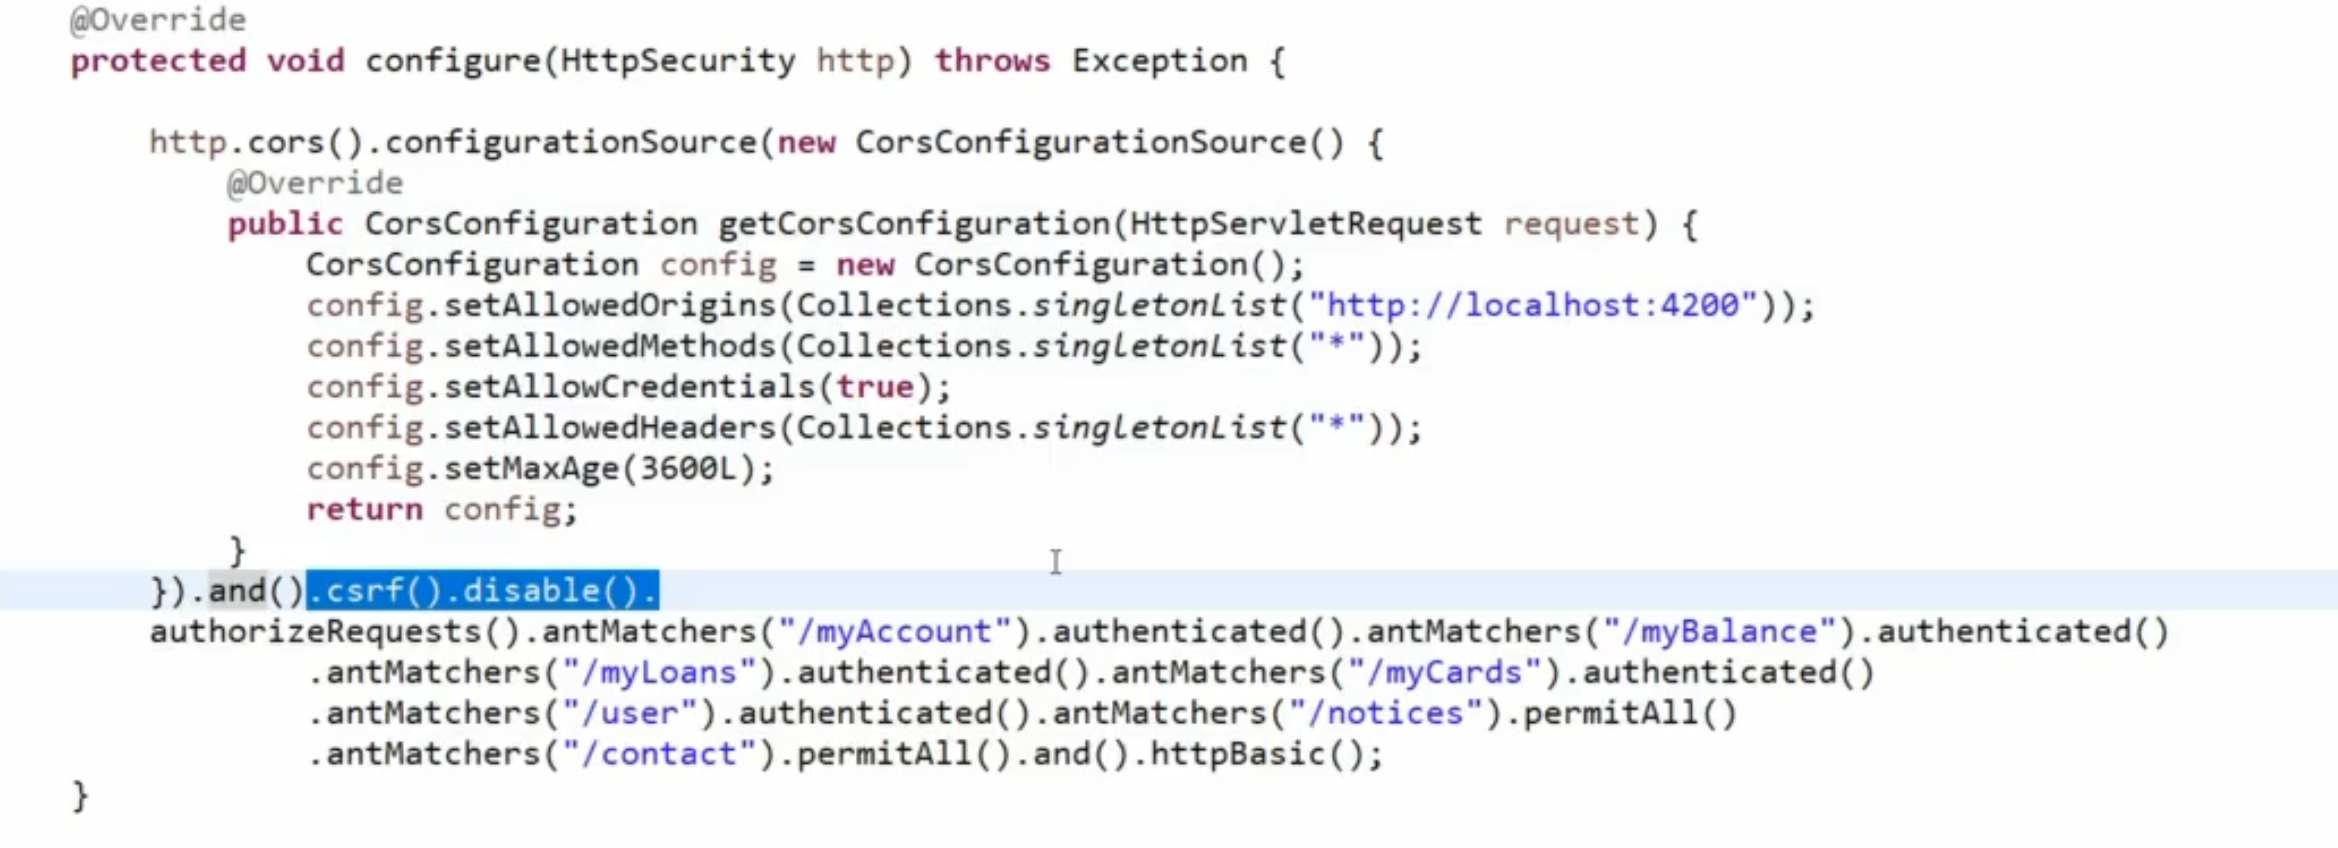 @Override
protected void configure(HttpSecurity http) throws Exception {
http.cors().configurationSource(new CorsConfigurationSource() {
@Override
public CorsConfiguration getCorsConfiguration(HttpServletRequest request) {
CorsConfiguration config = new CorsConfiguration();
config.setAllowedOrigins(Collections.singletonList("http://localhost:4200"));
config.setAllowedMethods(Collections.singletonList("*"));
config.setAllowCredentials(true);
config.setAllowedHeaders(Collections.singletonList("*"));
config.setMaxAge(3600L);
return config;
}
}).and().csrf().disable().
authorizeRequests().antMatchers("/myAccount").authenticated().antMatchers("/myBalance").authenticated()
.antMatchers("/myLoans").authenticated().antMatchers("/myCards").authenticated()
.antMatchers("/user").authenticated().antMatchers("/notices").permitAll()
.antMatchers("/contact").permitAll().and().httpBasic();
}